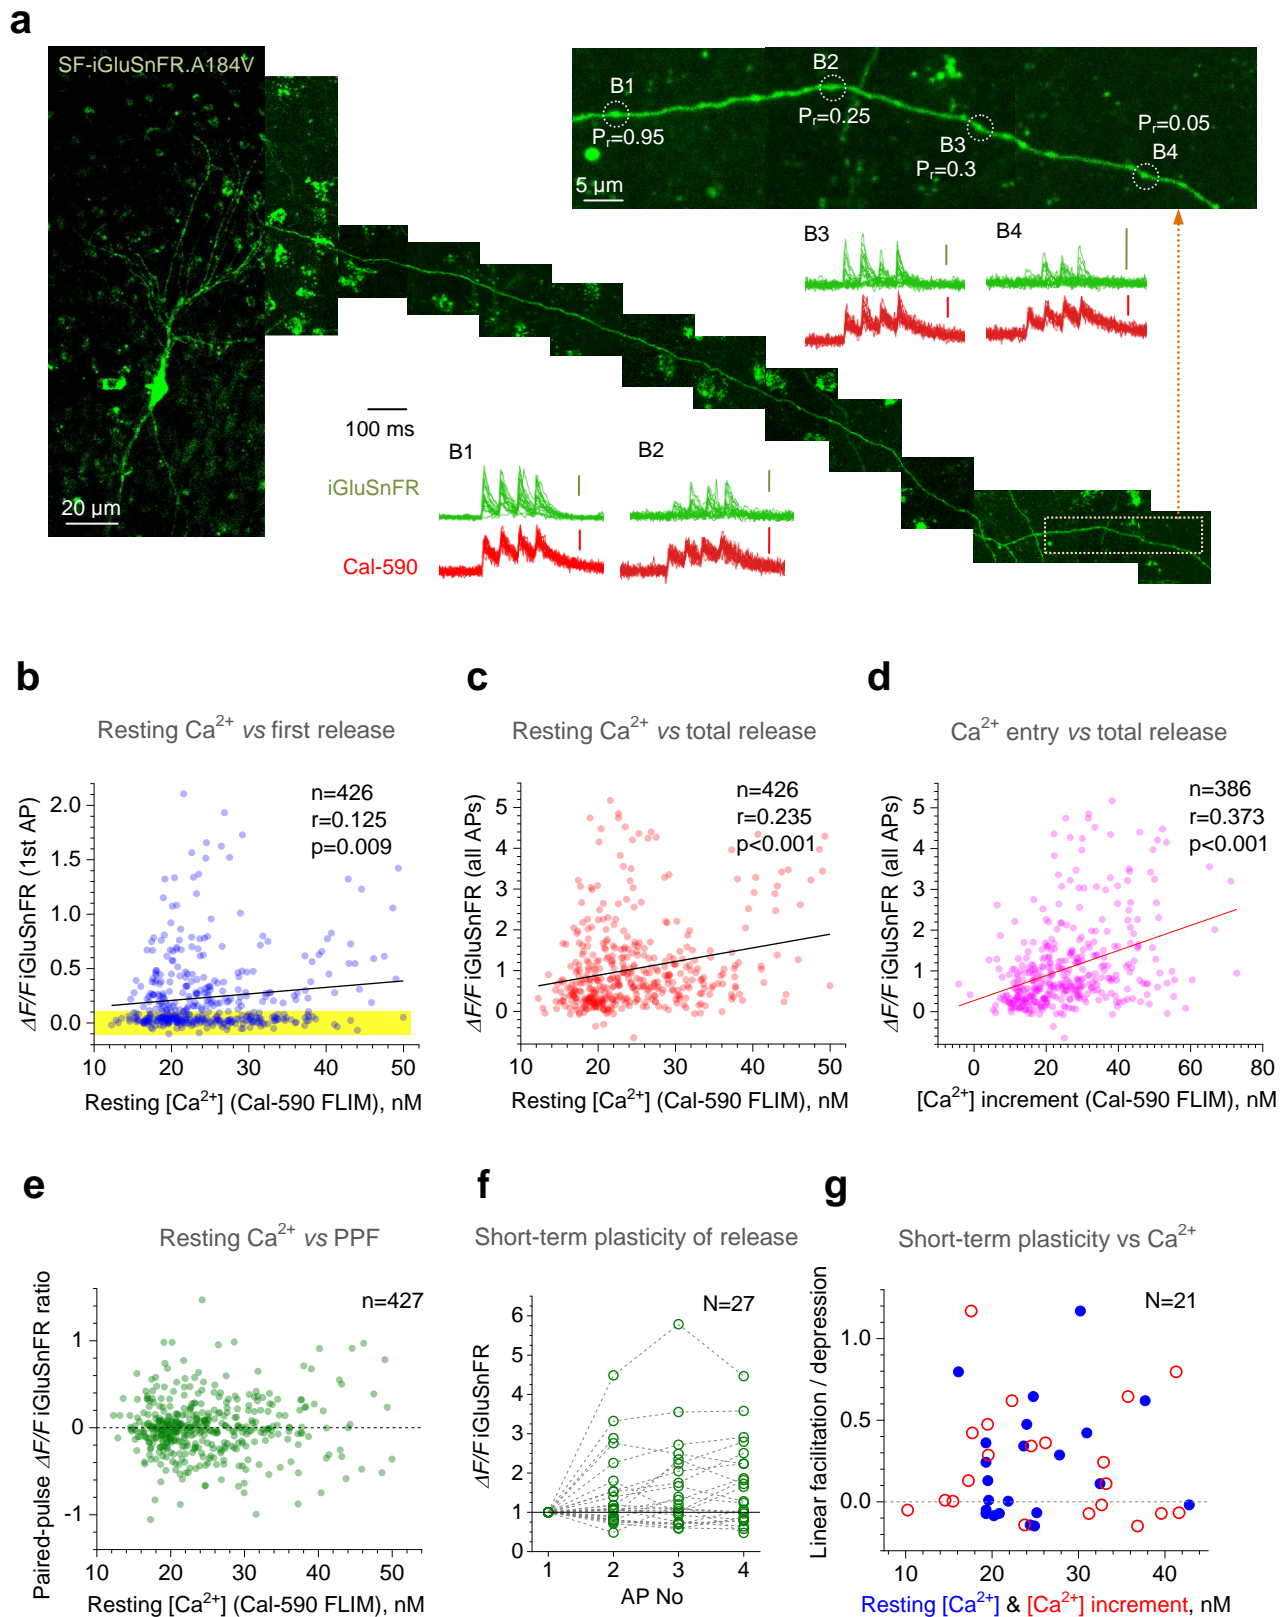 a
SF-iGluSnFR.A184V
20 µm
B1
Pr=0.95
B2
Pr=0.25
B3
Pr=0.3
Pr=0.05
B4
5 µm
B3
B4
100 ms
B1
B2
iGluSnFR
Cal-590
b
Resting Ca2+ vs first release
n=426
r=0.125
p=0.009
ΔF/F iGluSnFR (1st AP)
2.0
1.5
1.0
0.5
0.0
10 20 30 40 50
Resting [Ca2+] (Cal-590 FLIM), nM
c
Resting Ca2+ vs total release
n=426
r=0.235
p<0.001
ΔF/F iGluSnFR (all APs)
5
4
3
2
1
0
10 20 30 40 50
Resting [Ca2+] (Cal-590 FLIM), nM
d
Ca2+ entry vs total release
n=386
r=0.373
p<0.001
ΔF/F iGluSnFR (all APs)
5
4
3
2
1
0
0 20 40 60 80
[Ca2+] increment (Cal-590 FLIM), nM
e
Resting Ca2+ vs PPF
n=427
Paired-pulse ΔF/F iGluSnFR ratio
1
0
-1
10 20 30 40 50
Resting [Ca2+] (Cal-590 FLIM), nM
f
Short-term plasticity of release
N=27
ΔF/F iGluSnFR
6
5
4
3
2
1
0
1 2 3 4
AP No
g
Short-term plasticity vs Ca2+
N=21
Linear facilitation / depression
1.0
0.5
0.0
10 20 30 40
Resting [Ca2+] & [Ca2+] increment, nM